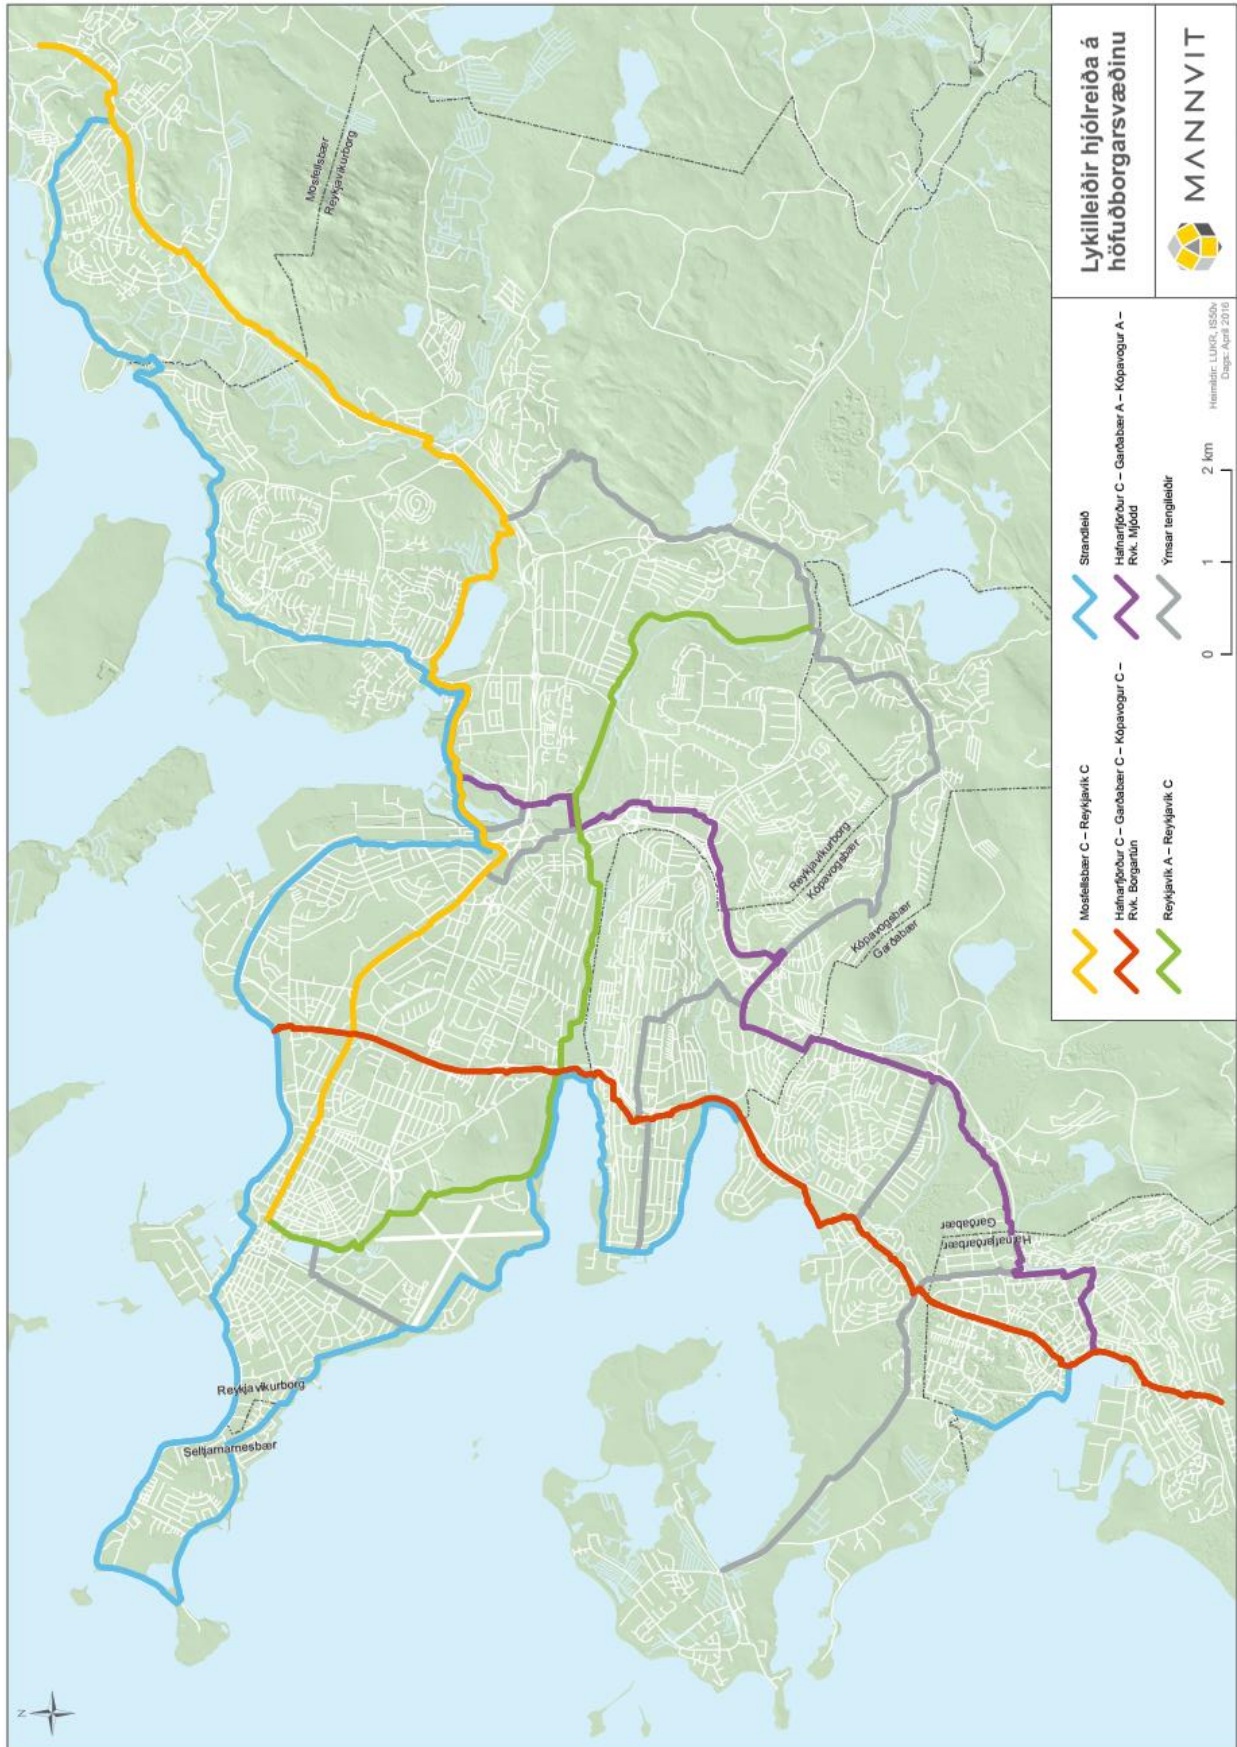 Lykilleiðir hjólreiða á
höfuðborgarsvæðinu
MANNVIT
Mosfellsbær C – Reykjavík C
Hafnarfjörður C – Garðabær C – Kópavogur C –
Rvk. Borgartún
Reykjavík A – Reykjavík C
Strandleið
Hafnarfjörður C – Garðabær A – Kópavogur A –
Rvk. Mjódd
Ýmsar tengileiðir
0 1 2 km
Heimildir: LUKR, IS50v
Dags: Apríl 2016
N
Mosfellsbær
Reykjavíkurborg
Reykjavíkurborg
Seltjarnarnesbær
Reykjavíkurborg
Kópavogsbær
Kópavogsbær
Garðabær
Garðabær
Hafnafjarðarbær